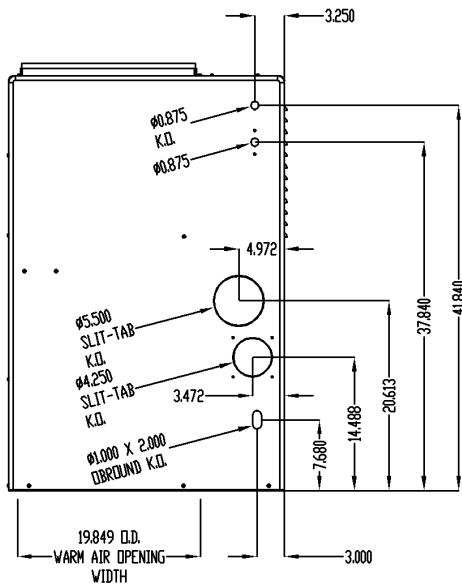 3.250
ø0.875
K.O.
ø0.875
4.972
ø5.500
SLIT-TAB
K.O.
ø4.250
SLIT-TAB
K.O.
3.472
ø1.000 X 2.000
OBROUND K.O.
7.680
14.488
20.613
37.840
41.840
19.849 O.D.
WARM AIR OPENING
WIDTH
3.000